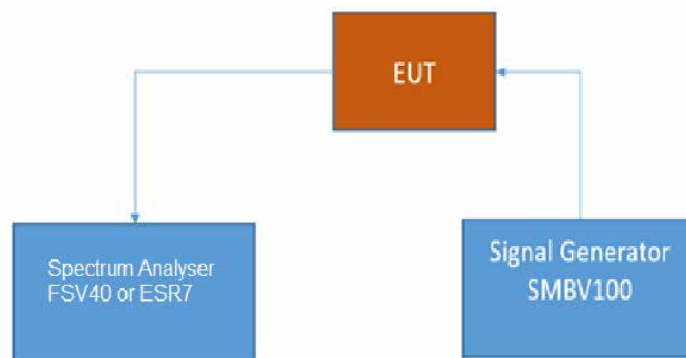 EUT
Spectrum Analyser
FSV40 or ESR7
Signal Generator
SMBV100